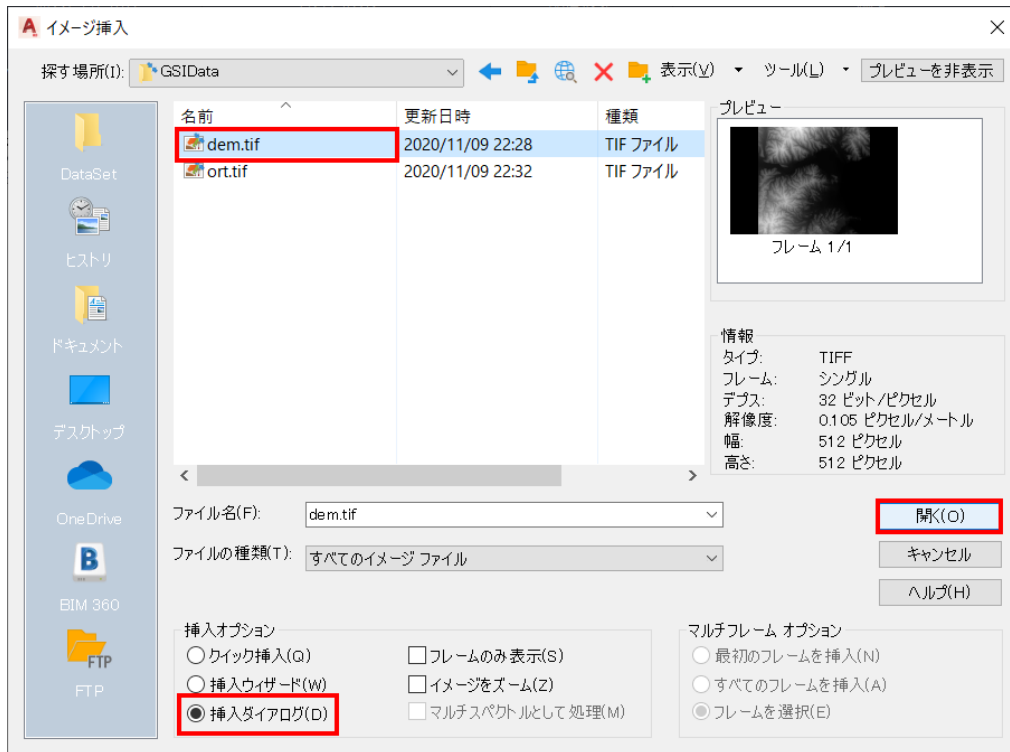 イメージ挿入
探す場所(I): GSIData 表示(V) ツール(L) プレビューを非表示
DataSet
ヒストリ
ドキュメント
デスクトップ
OneDrive
BIM 360
FTP
FTP
名前 更新日時 種類
dem.tif 2020/11/09 22:28 TIF ファイル
ort.tif 2020/11/09 22:32 TIF ファイル
プレビュー
フレーム 1/1
情報
タイプ: TIFF
フレーム: シングル
デプス: 32 ビット/ピクセル
解像度: 0.105 ピクセル/メートル
幅: 512 ピクセル
高さ: 512 ピクセル
ファイル名(F): dem.tif 開く(O)
ファイルの種類(T): すべてのイメージ ファイル キャンセル
ヘルプ(H)
挿入オプション
クイック挿入(Q) フレームのみ表示(S)
挿入ウィザード(W) イメージをズーム(Z)
挿入ダイアログ(D) マルチスペクトルとして処理(M)
マルチフレーム オプション
最初のフレームを挿入(N)
すべてのフレームを挿入(A)
フレームを選択(E)